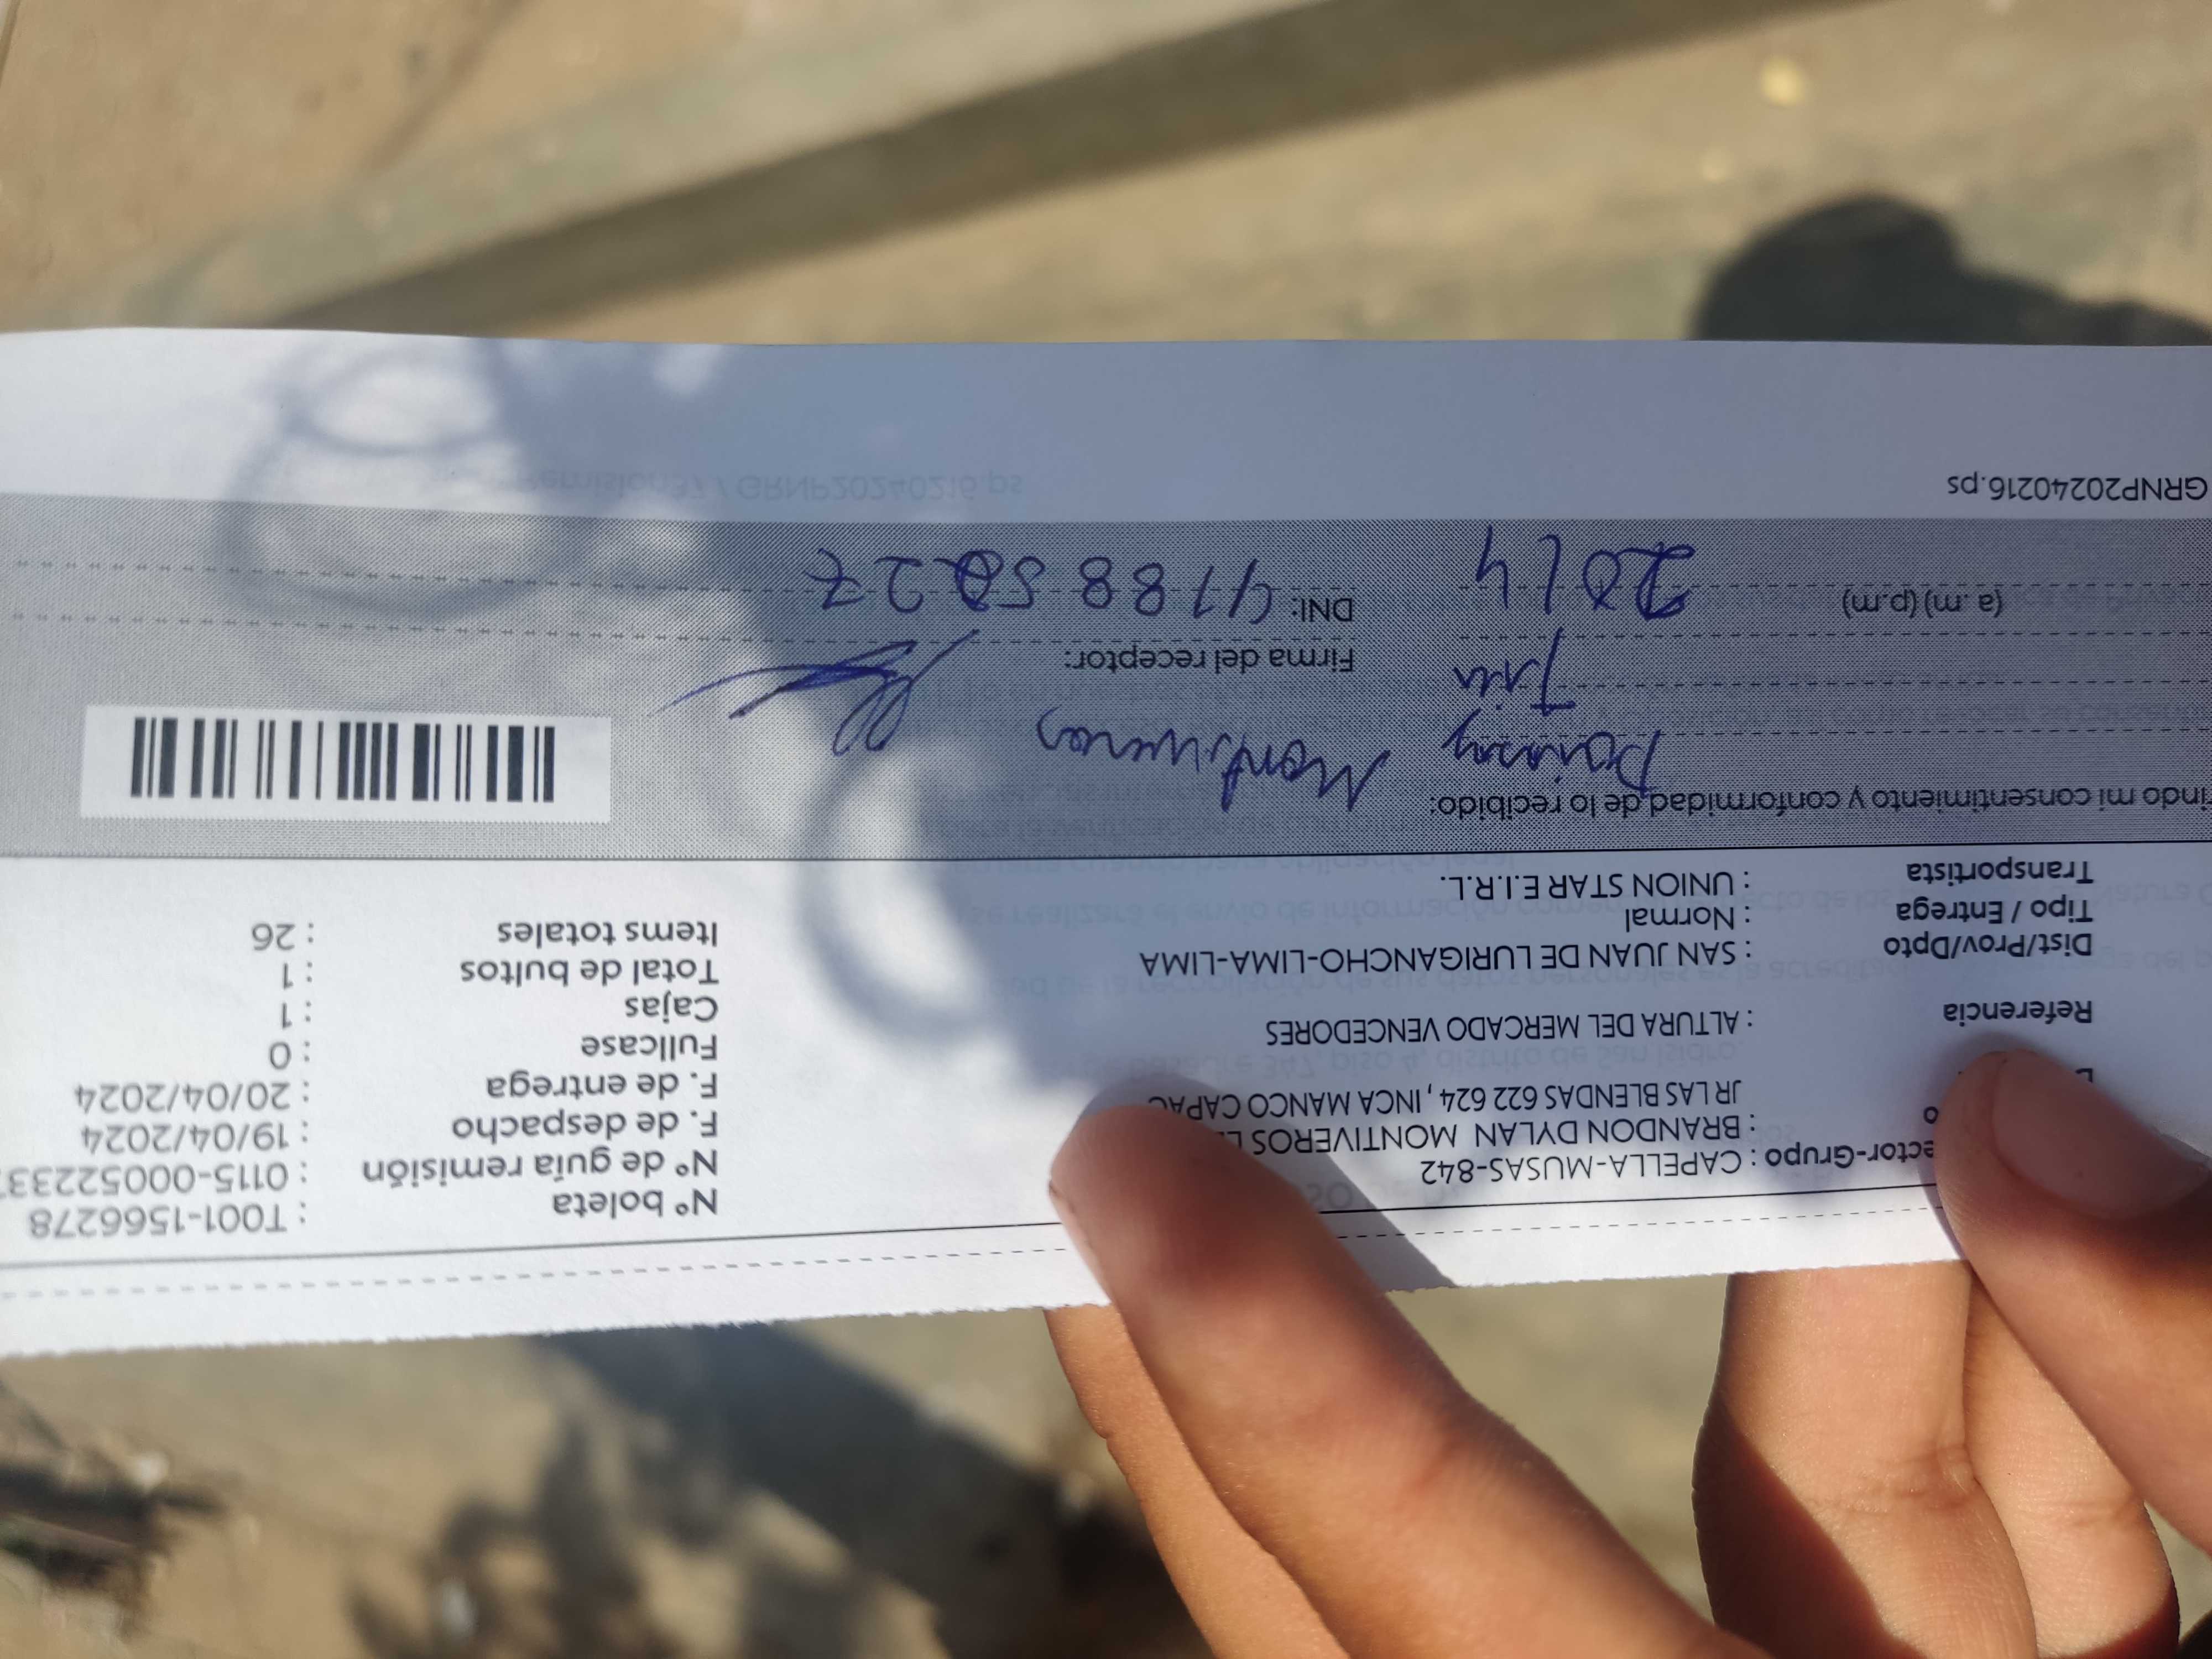 ector-Grupo : CAPELLA-MUSAS-842
: BRANDON DYLAN MONTIVEROS
JR LAS BLENDAS 622 624 , INCA MANCO CAPAC
Referencia : ALTURA DEL MERCADO VENCEDORES
Dist/Prov/Dpto : SAN JUAN DE LURIGANCHO-LIMA-LIMA
Tipo / Entrega : Normal
Transportista : UNION STAR E.I.R.L.
Nº boleta : T001-1566278
Nº de guía remisión : 0115-00052233
F. de despacho : 19/04/2024
F. de entrega : 20/04/2024
Fullcase : 0
Cajas : 1
Total de bultos : 1
Items totales : 26
indo mi consentimiento y conformidad de lo recibido:
Montiveros
Firma del receptor:
(a .m) (p.m)
DNI:
GRNP20240216.ps